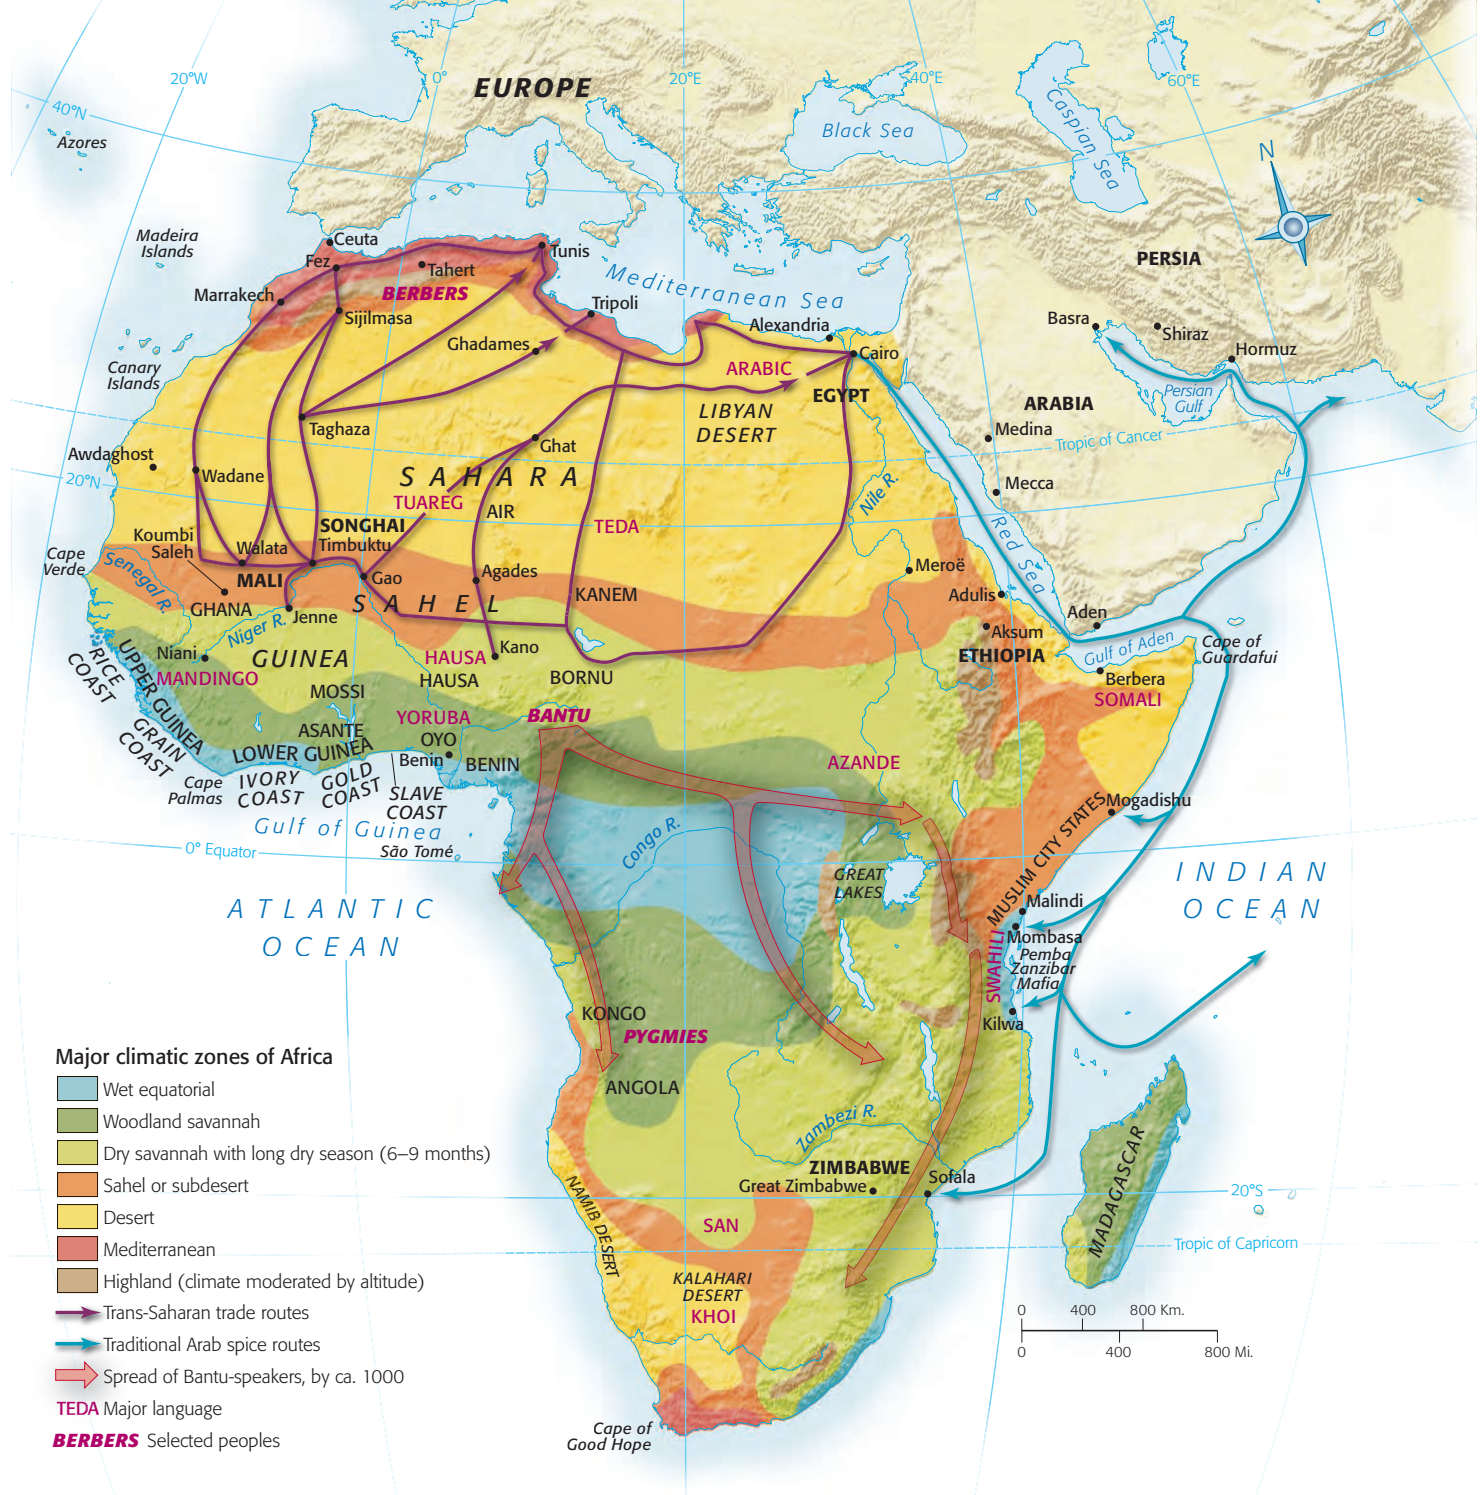 20°W
0°
20°E
40°E
60°E
40°N
EUROPE
Azores
Black Sea
Caspian Sea
N
Madeira
Islands
Ceuta
Fez
Tahert
Tunis
BERBERS
Marrakech
Sijilmasa
Mediterranean Sea
Tripoli
Alexandria
Ghadames
Cairo
PERSIA
Basra
Shiraz
Hormuz
Persian
Gulf
Canary
Islands
ARABIC
EGYPT
LIBYAN
DESERT
ARABIA
Medina
Tropic of Cancer
Taghaza
Ghat
Awdaghost
20°N
Wadane
SAHARA
TUAREG
AIR
TEDA
Nile R.
Mecca
Red Sea
Koumbi
Saleh
Walata
SONGHAI
Timbuktu
Cape
Verde
Senegal R.
MALI
Gao
Agades
KANEM
Meroë
Adulis
Aden
GHANA
Jenne
SAHEL
Niger R.
Aksum
ETHIOPIA
Gulf of Aden
Cape of
Guardafui
Niani
MANDINGO
GUINEA
HAUSA
HAUSA
Kano
BORNU
Berbera
SOMALI
RICE
COAST
UPPER GUINEA
MOSSI
ASANTE
YORUBA
OYO
BANTU
GRAIN
COAST
LOWER GUINEA
Benin
BENIN
AZANDE
Cape
Palmas
IVORY
COAST
GOLD
COAST
SLAVE
COAST
Mogadishu
Gulf of Guinea
São Tomé
0° Equator
Congo R.
GREAT
LAKES
MUSLIM CITY STATES
INDIAN
OCEAN
ATLANTIC
OCEAN
Malindi
Mombasa
Pemba
Zanzibar
Mafia
SWAHILI
Kilwa
KONGO
PYGMIES
ANGOLA
Zambezi R.
ZIMBABWE
Great Zimbabwe
Sofala
MADAGASCAR
20°S
NAMIB DESERT
SAN
Tropic of Capricorn
KALAHARI
DESERT
KHOI
Cape of
Good Hope
0 400 800 Km.
0 400 800 Mi.
Major climatic zones of Africa
Wet equatorial
Woodland savannah
Dry savannah with long dry season (6–9 months)
Sahel or subdesert
Desert
Mediterranean
Highland (climate moderated by altitude)
Trans-Saharan trade routes
Traditional Arab spice routes
Spread of Bantu-speakers, by ca. 1000
TEDA Major language
BERBERS Selected peoples